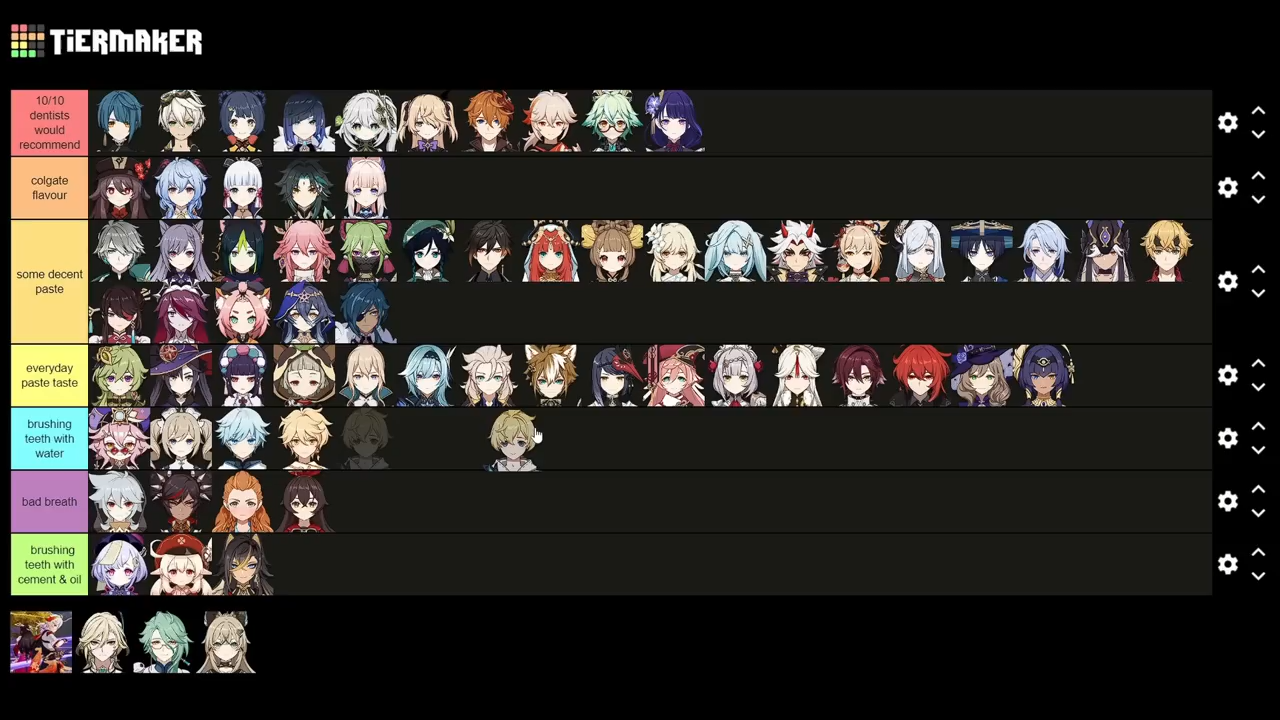 TiERMAKER
10/10
dentists
would
recommend
colgate
flavour
some decent
paste
everyday
paste taste
brushing
teeth with
water
bad breath
brushing
teeth with
cement & oil